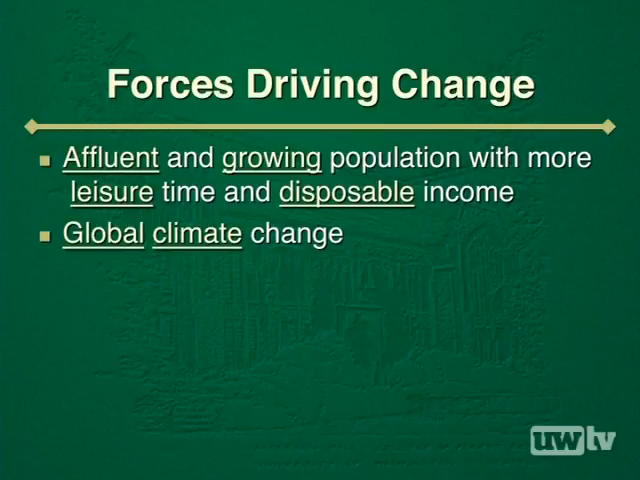 Forces Driving Change
Affluent and growing population with more
leisure time and disposable income
Global climate change
uwtv